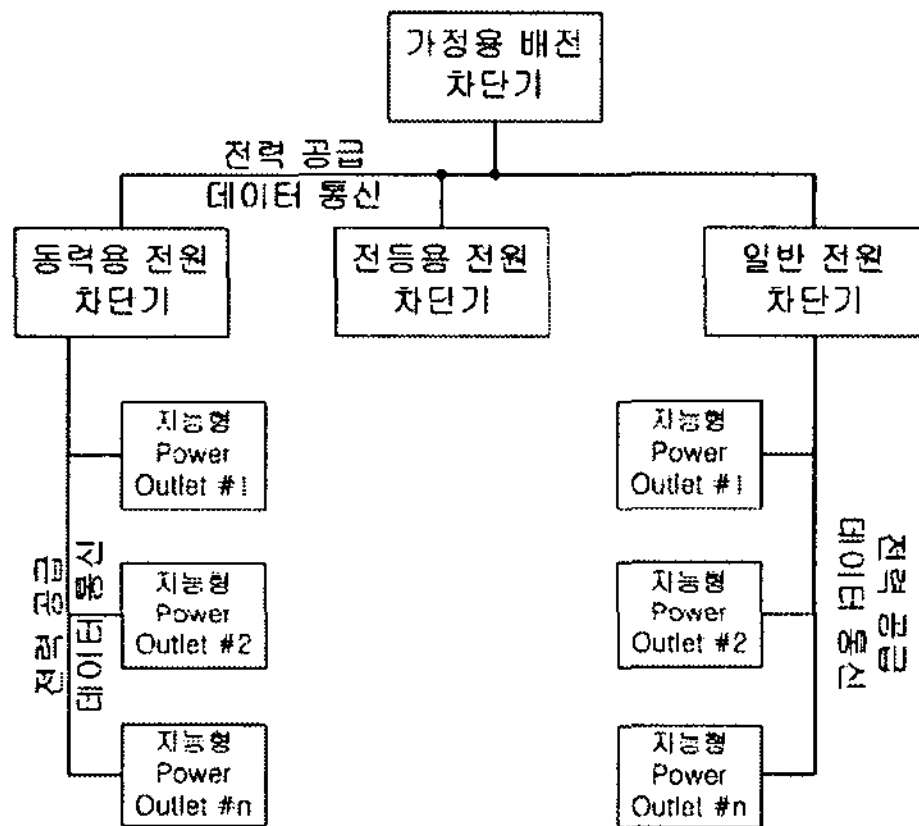 가정용 배전
차단기
전력 공급
데이터 통신
동력용 전원
차단기
전등용 전원
차단기
일반 전원
차단기
지능형
Power
Outlet #1
지능형
Power
Outlet #2
지능형
Power
Outlet #n
전력 공급
데이터 통신
지능형
Power
Outlet #1
지능형
Power
Outlet #2
지능형
Power
Outlet #n
전력 공급
데이터 통신